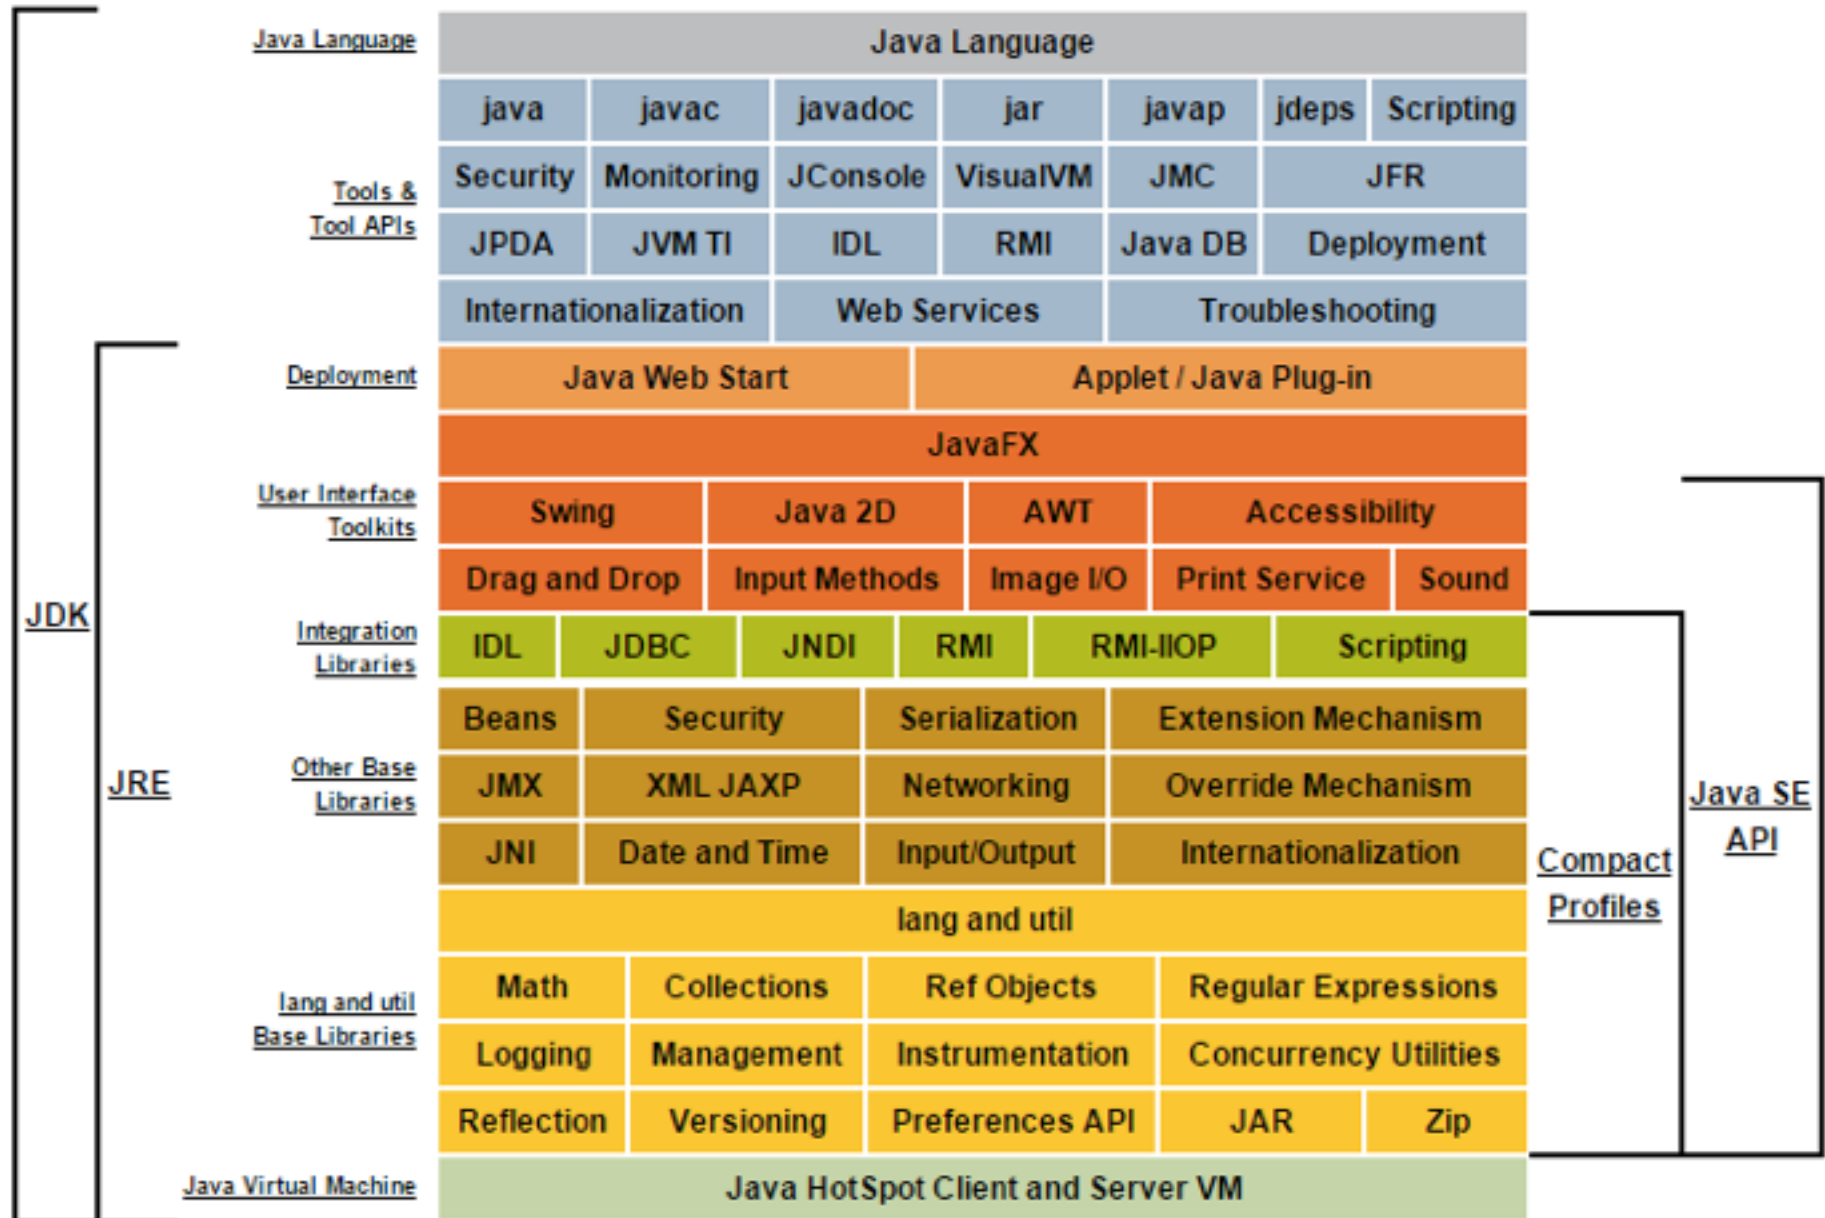 Java Language
Java Language
java javac javadoc jar javap jdeps Scripting
Tools &
Tool APIs
Security Monitoring JConsole VisualVM JMC JFR
JPDA JVM TI IDL RMI Java DB Deployment
Internationalization Web Services Troubleshooting
Deployment
Java Web Start Applet / Java Plug-in
JavaFX
User Interface
Toolkits
Swing Java 2D AWT Accessibility
Drag and Drop Input Methods Image I/O Print Service Sound
JDK
Integration
Libraries
IDL JDBC JNDI RMI RMI-IIOP Scripting
JRE
Other Base
Libraries
Beans Security Serialization Extension Mechanism
JMX XML JAXP Networking Override Mechanism
JNI Date and Time Input/Output Internationalization
Java SE
API
Compact
Profiles
lang and util
lang and util
Base Libraries
Math Collections Ref Objects Regular Expressions
Logging Management Instrumentation Concurrency Utilities
Reflection Versioning Preferences API JAR Zip
Java Virtual Machine
Java HotSpot Client and Server VM